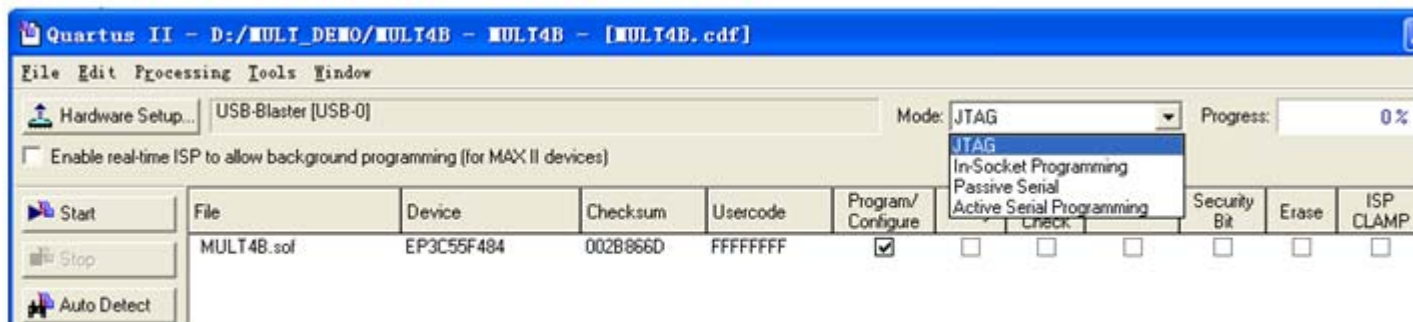 Quartus II - D:/MULT_DEMO/MULT4B - MULT4B - [MULT4B.cdf]
File Edit Processing Tools Window
Hardware Setup... USB-Blaster [USB-0] Mode: JTAG Progress: 0 %
JTAG
In-Socket Programming
Passive Serial
Active Serial Programming
Enable real-time ISP to allow background programming (for MAX II devices)
Start
File Device Checksum Usercode Program/ Configure Check Security Bit Erase ISP CLAMP
MULT4B.sof EP3C55F484 002B866D FFFFFFFF
Stop
Auto Detect